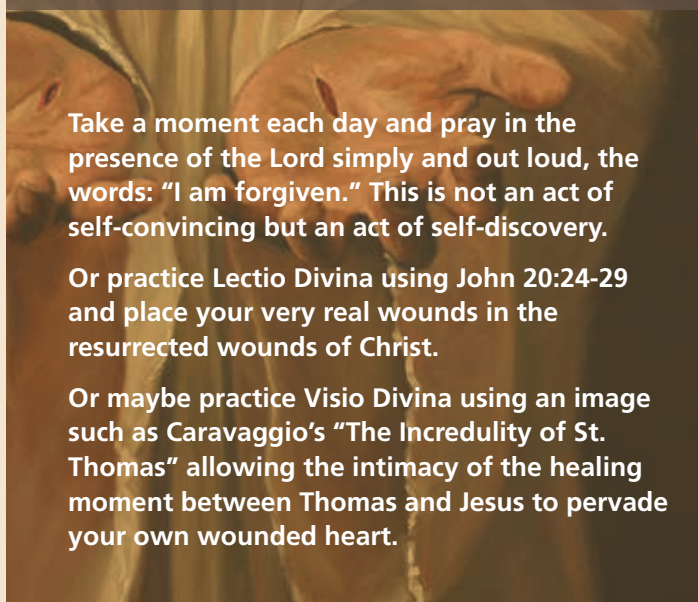 Take a moment each day and pray in the
presence of the Lord simply and out loud, the
words: “I am forgiven.” This is not an act of
self-convincing but an act of self-discovery.
Or practice Lectio Divina using John 20:24-29
and place your very real wounds in the
resurrected wounds of Christ.
Or maybe practice Visio Divina using an image
such as Caravaggio’s “The Incredulity of St.
Thomas” allowing the intimacy of the healing
moment between Thomas and Jesus to pervade
your own wounded heart.